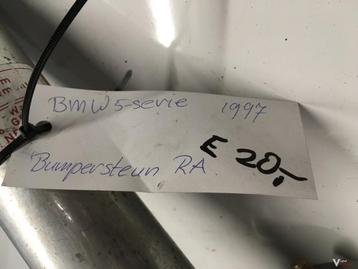 BMW 5-serie 1997
Bumpersteun RA E 20,-